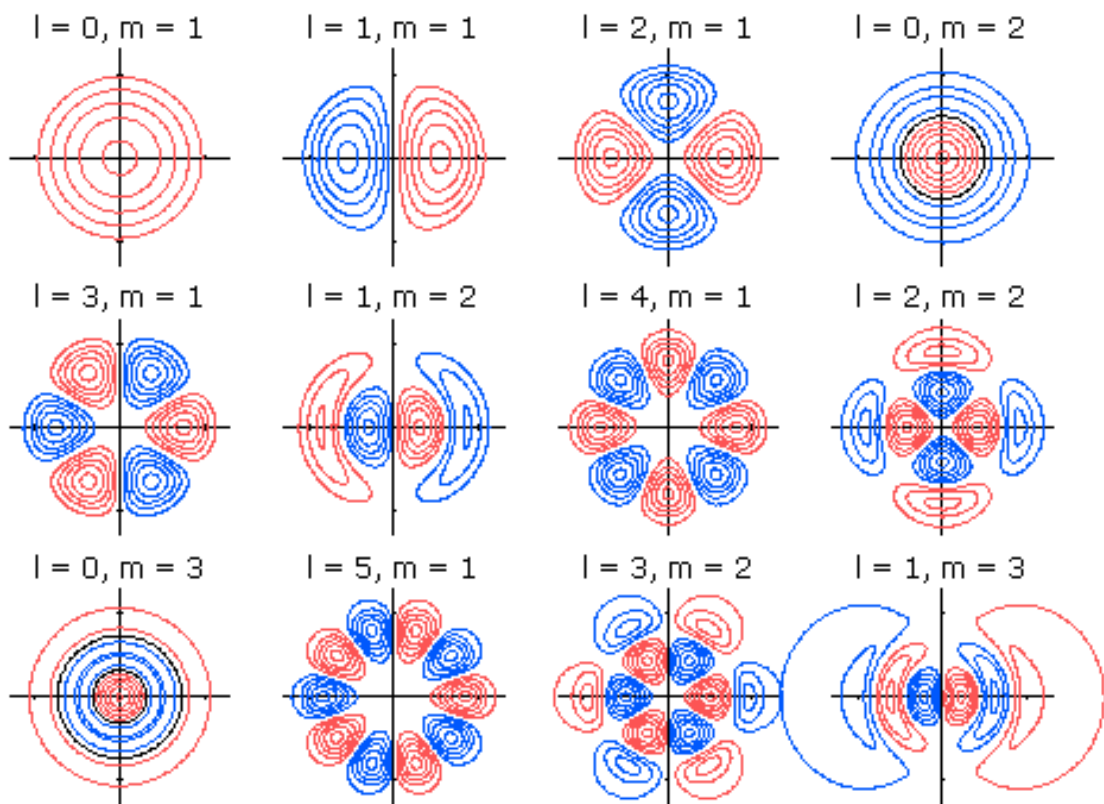 l = 0, m = 1
l = 1, m = 1
l = 2, m = 1
l = 0, m = 2
l = 3, m = 1
l = 1, m = 2
l = 4, m = 1
l = 2, m = 2
l = 0, m = 3
l = 5, m = 1
l = 3, m = 2
l = 1, m = 3